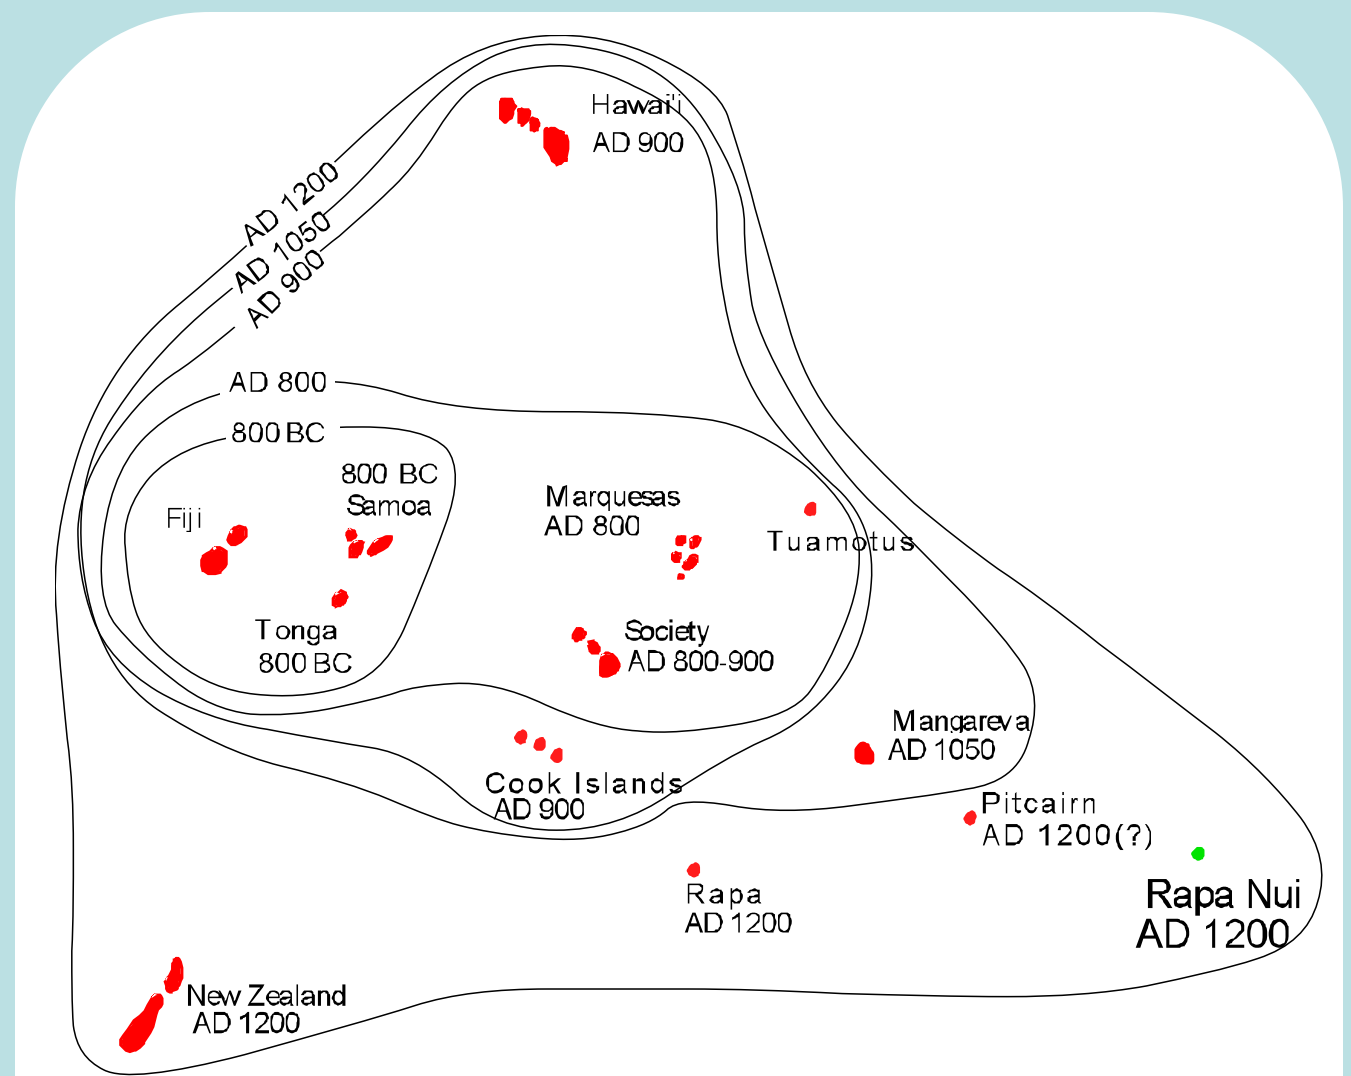 Hawai'i
AD 900
AD 1200
AD 1050
AD 900
AD 800
800 BC
800 BC
Samoa
Fiji
Marquesas
AD 800
Tuamotus
Tonga
800 BC
Society
AD 800-900
Mangareva
AD 1050
Cook Islands
AD 900
Pitcairn
AD 1200(?)
Rapa
AD 1200
Rapa Nui
AD 1200
New Zealand
AD 1200